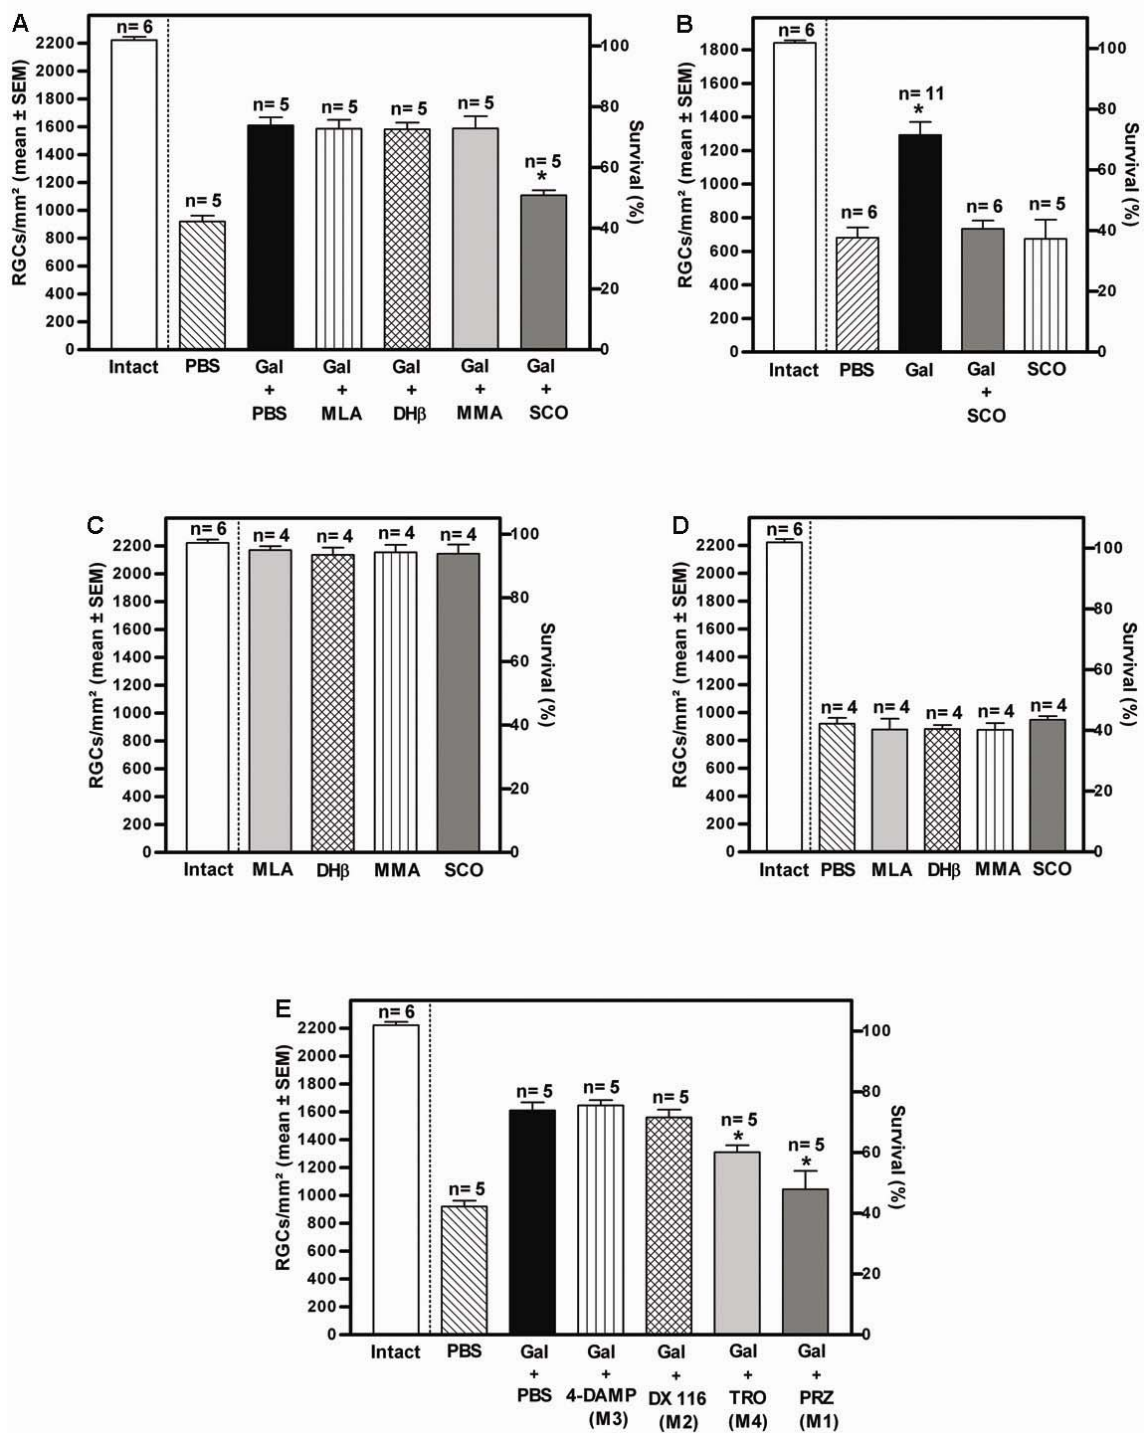 A
n= 6
n= 5
n= 5
n= 5
n= 5
n= 5
n= 5
*
RGCs/mm² (mean ± SEM)
2200
2000
1800
1600
1400
1200
1000
800
600
400
200
0
100
80
60
40
20
0
Survival (%)
Intact PBS Gal Gal Gal Gal Gal
+ + + + +
PBS MLA DHβ MMA SCO
B
n= 6
n= 6
n= 11
*
n= 6
n= 5
RGCs/mm² (mean ± SEM)
1800
1600
1400
1200
1000
800
600
400
200
0
100
80
60
40
20
0
Survival (%)
Intact PBS Gal Gal SCO
+
SCO
C
n= 6
n= 4
n= 4
n= 4
n= 4
RGCs/mm² (mean ± SEM)
2200
2000
1800
1600
1400
1200
1000
800
600
400
200
0
100
80
60
40
20
0
Survival (%)
Intact MLA DHβ MMA SCO
D
n= 6
n= 4
n= 4
n= 4
n= 4
n= 4
RGCs/mm² (mean ± SEM)
2200
2000
1800
1600
1400
1200
1000
800
600
400
200
0
100
80
60
40
20
0
Survival (%)
Intact PBS MLA DHβ MMA SCO
E
n= 6
n= 5
n= 5
n= 5
n= 5
n= 5
*
n= 5
*
RGCs/mm² (mean ± SEM)
2200
2000
1800
1600
1400
1200
1000
800
600
400
200
0
100
80
60
40
20
0
Survival (%)
Intact PBS Gal Gal Gal Gal Gal
+ + + + +
PBS 4-DAMP DX 116 TRO PRZ
(M3) (M2) (M4) (M1)